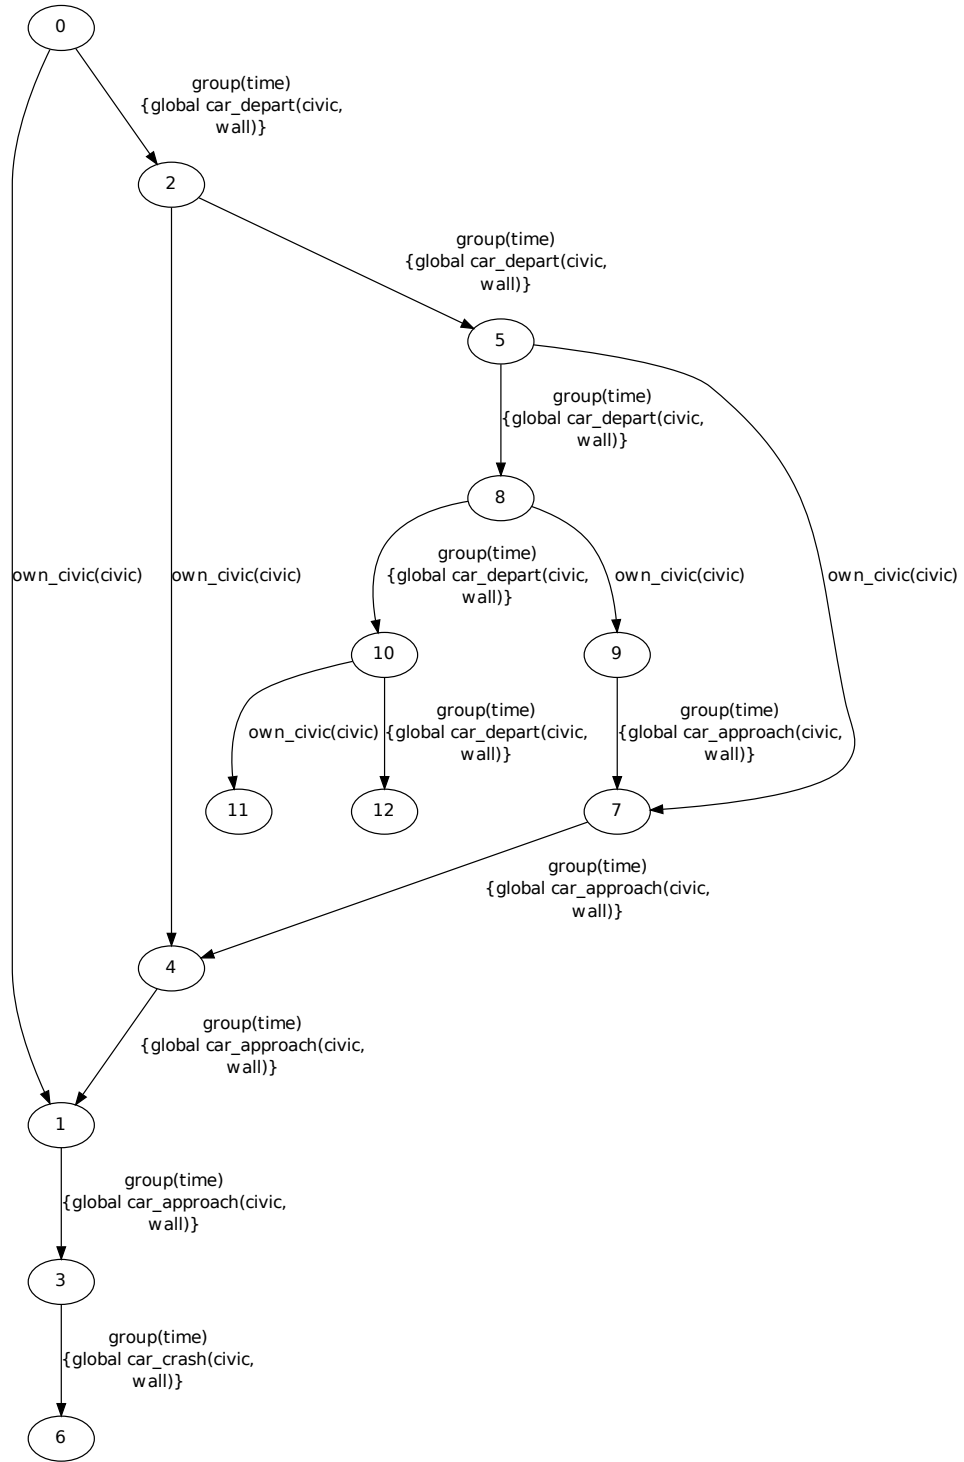 0
group(time)
{global car_depart(civic,
wall)}
2
group(time)
{global car_depart(civic,
wall)}
5
group(time)
{global car_depart(civic,
wall)}
8
group(time)
{global car_depart(civic,
wall)}
own_civic(civic)
own_civic(civic)
own_civic(civic)
own_civic(civic)
10
9
own_civic(civic)
group(time)
{global car_depart(civic,
wall)}
group(time)
{global car_approach(civic,
wall)}
11
12
7
group(time)
{global car_approach(civic,
wall)}
4
group(time)
{global car_approach(civic,
wall)}
1
group(time)
{global car_approach(civic,
wall)}
3
group(time)
{global car_crash(civic,
wall)}
6